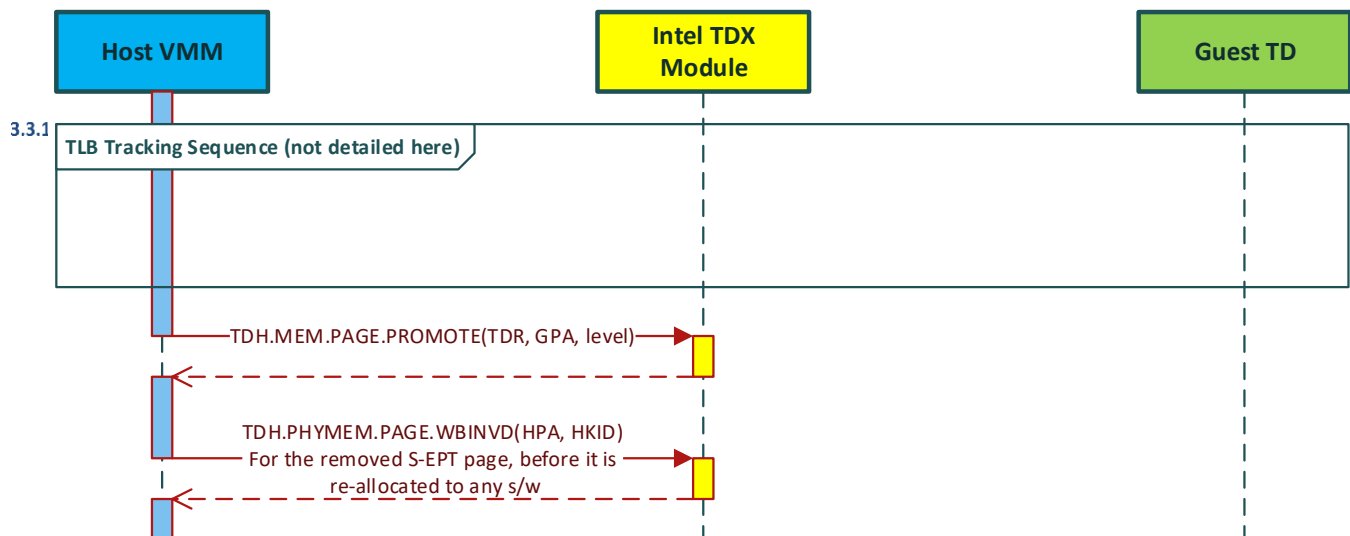 Host VMM
Intel TDX
Module
Guest TD
3.3.1
TLB Tracking Sequence (not detailed here)
TDH.MEM.PAGE.PROMOTE(TDR, GPA, level)
TDH.PHYMEM.PAGE.WBINVD(HPA, HKID)
For the removed S-EPT page, before it is
re-allocated to any s/w